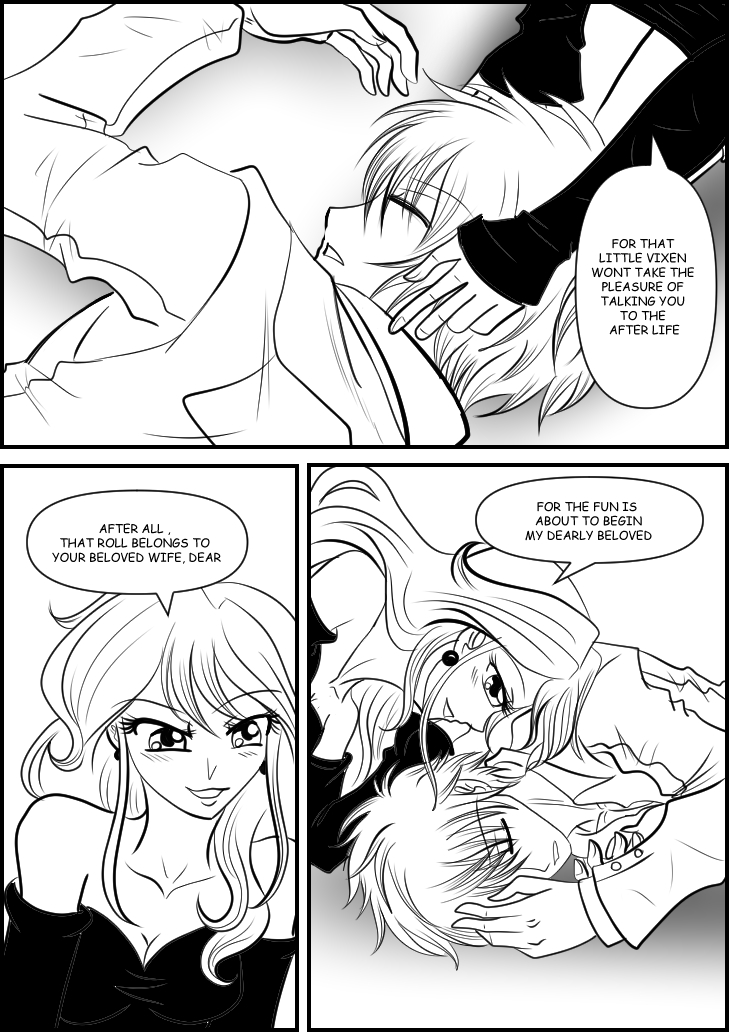 FOR THAT
LITTLE VIXEN
WONT TAKE THE
PLEASURE OF
TALKING YOU
TO THE
AFTER LIFE
AFTER ALL ,
THAT ROLL BELONGS TO
YOUR BELOVED WIFE, DEAR
FOR THE FUN IS
ABOUT TO BEGIN
MY DEARLY BELOVED